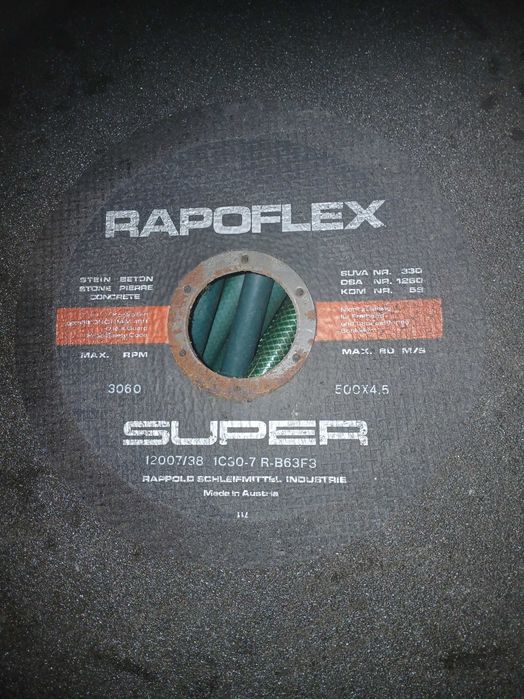 RAPOFLEX
STEIN BETON
STONE PIERRE
CONCRETE
SUVA NR. 330
DSA NR. 1260
KOM NR. 59
MAX. RPM
MAX. 80 M/S
3060
500X4,5
SUPER
12007/38 1C30-7 R-B63F3
RAPPOLD SCHLEIFMITTEL INDUSTRIE
Made in Austria